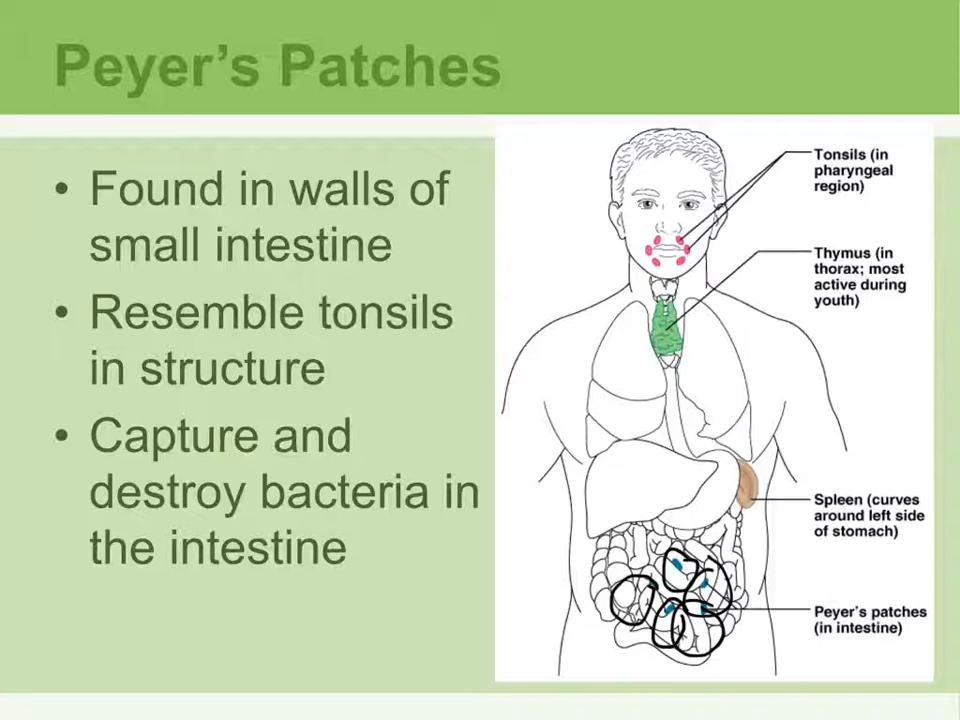 Peyer's Patches
• Found in walls of
small intestine
• Resemble tonsils
in structure
• Capture and
destroy bacteria in
the intestine
Tonsils (in
pharyngeal
region)
Thymus (in
thorax; most
active during
youth)
Spleen (curves
around left side
of stomach)
Peyer's patches
(in intestine)